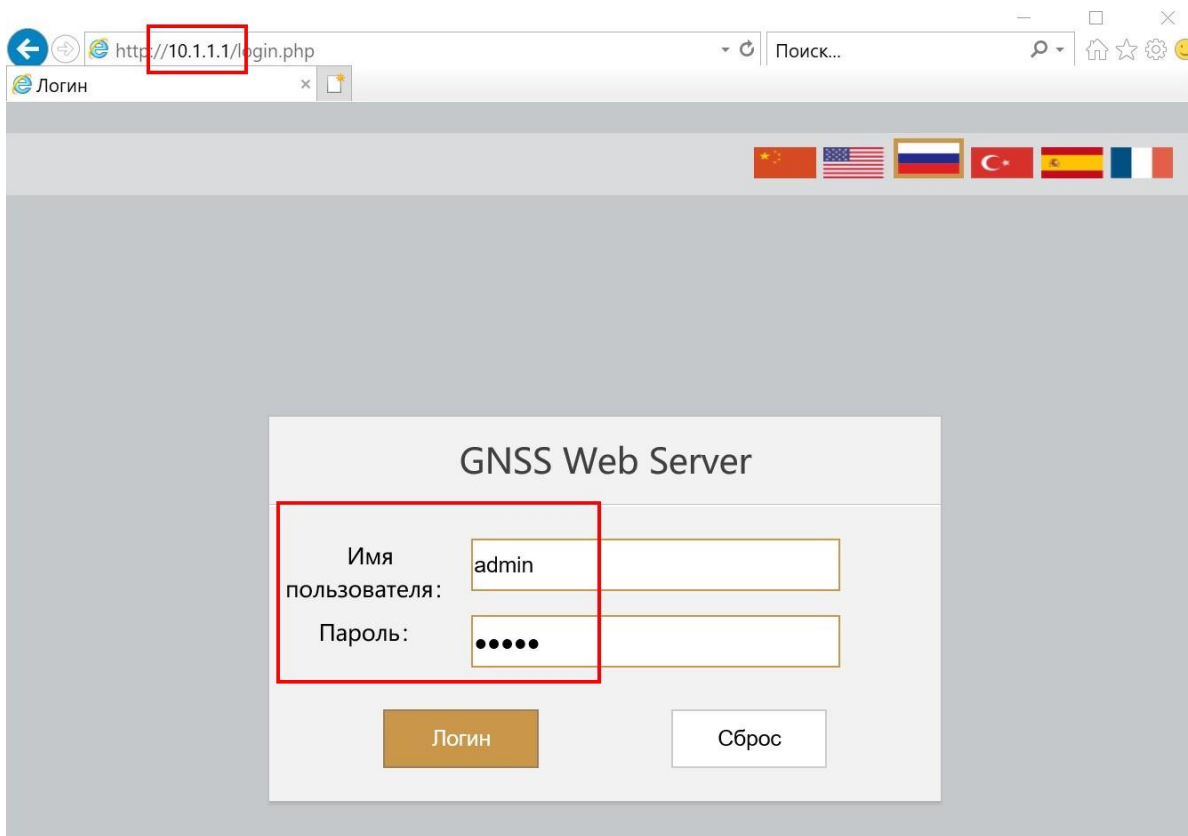 http://10.1.1.1/login.php
Поиск...
Логин
GNSS Web Server
Имя
пользователя:
admin
Пароль:
•••••
Логин
Сброс